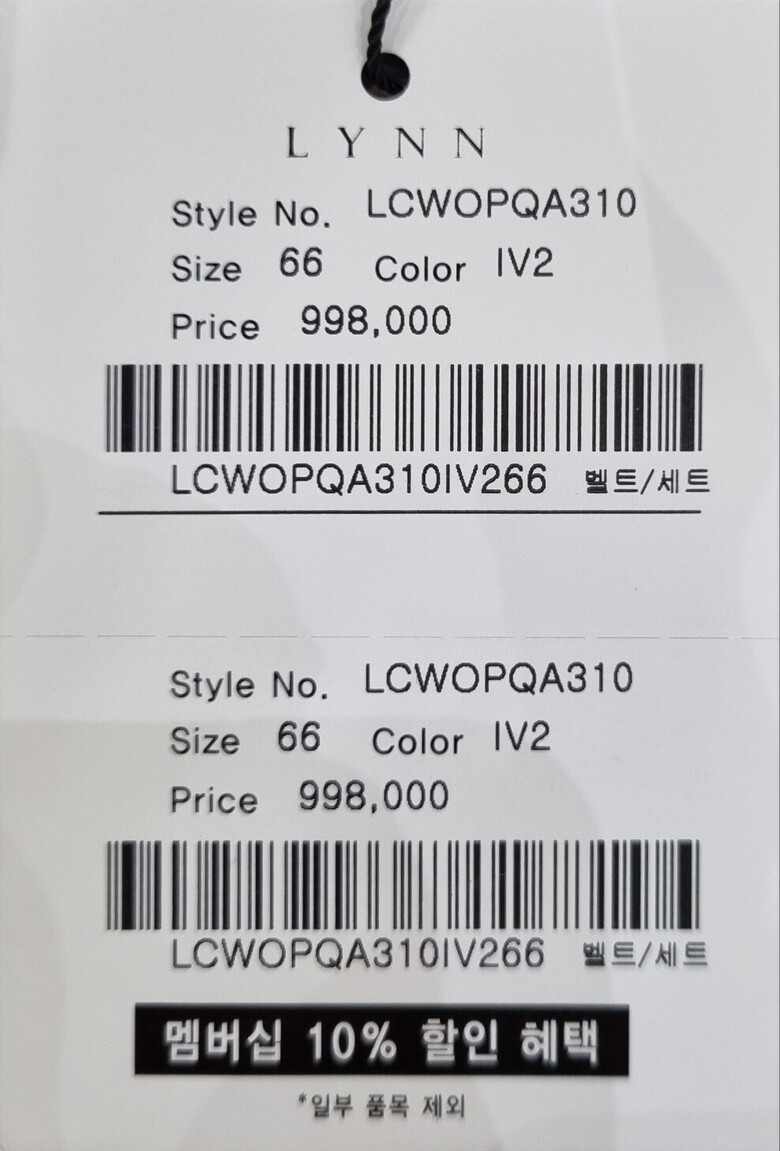 LYNN
Style No. LCWOPQA310
Size 66 Color IV2
Price 998,000
LCWOPQA310IV266 벨트/세트
Style No. LCWOPQA310
Size 66 Color IV2
Price 998,000
LCWOPQA310IV266 벨트/세트
멤버십 10% 할인 혜택
*일부 품목 제외